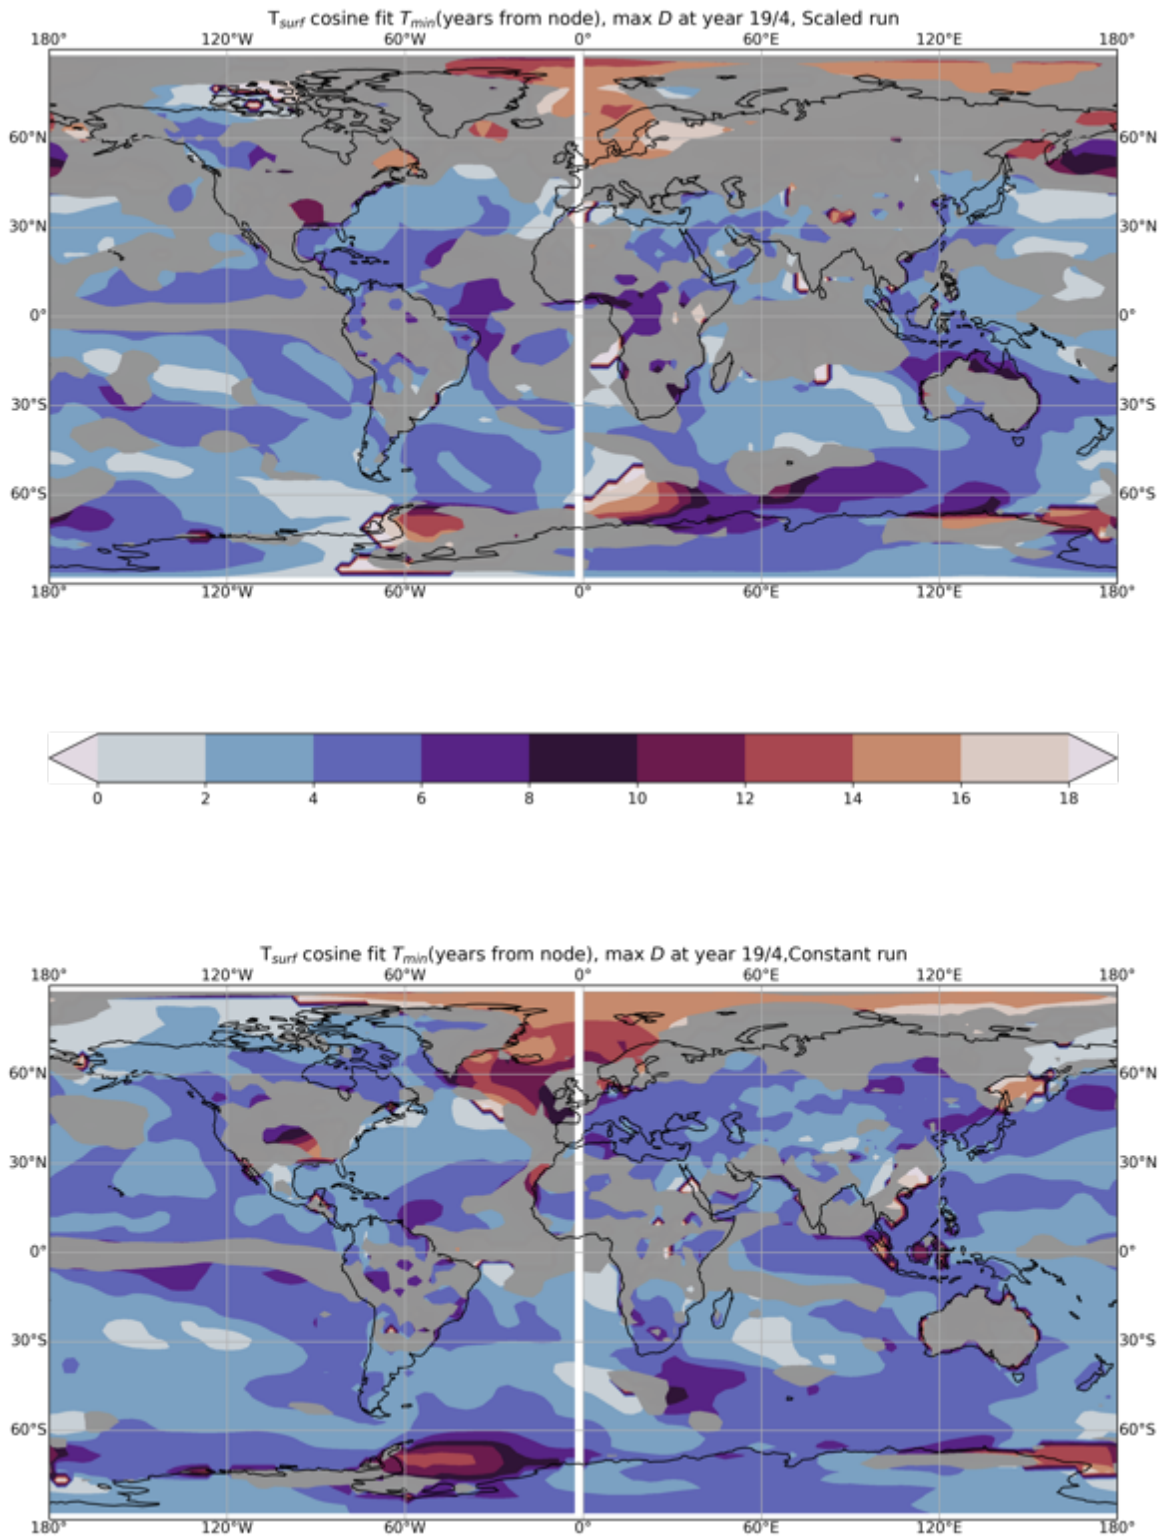 T_surf cosine fit T_min(years from node), max D at year 19/4, Scaled run
180° 120°W 60°W 0° 60°E 120°E 180°
60°N 60°N
30°N 30°N
0° 0°
30°S 30°S
60°S 60°S
180° 120°W 60°W 0° 60°E 120°E 180°
0 2 4 6 8 10 12 14 16 18
T_surf cosine fit T_min(years from node), max D at year 19/4,Constant run
180° 120°W 60°W 0° 60°E 120°E 180°
60°N 60°N
30°N 30°N
0° 0°
30°S 30°S
60°S 60°S
180° 120°W 60°W 0° 60°E 120°E 180°